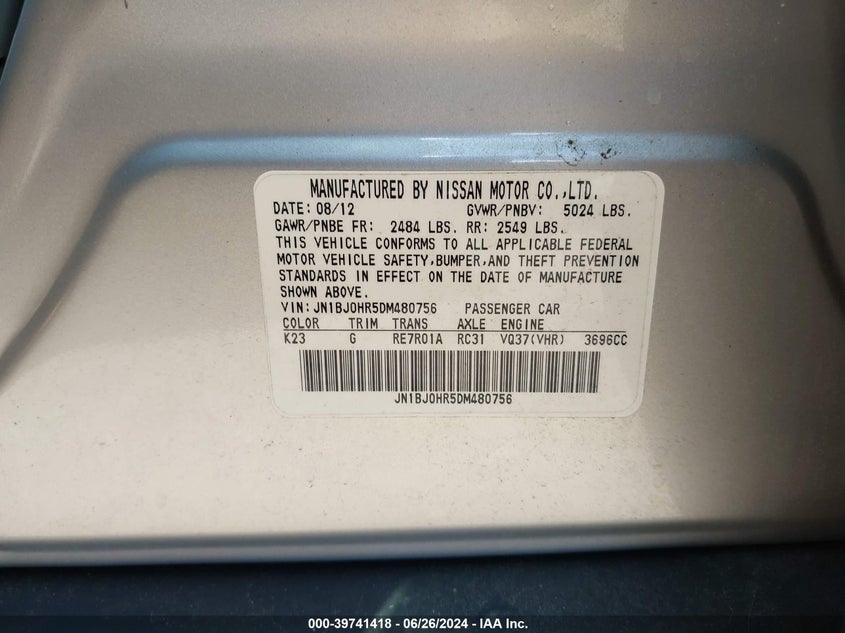 MANUFACTURED BY NISSAN MOTOR CO.,LTD.
DATE: 08/12 GVWR/PNBV: 5024 LBS.
GAWR/PNBE FR: 2484 LBS. RR: 2549 LBS.
THIS VEHICLE CONFORMS TO ALL APPLICABLE FEDERAL
MOTOR VEHICLE SAFETY,BUMPER,AND THEFT PREVENTION
STANDARDS IN EFFECT ON THE DATE OF MANUFACTURE
SHOWN ABOVE.
VIN: JN1BJ0HR5DM480756 PASSENGER CAR
COLOR TRIM TRANS AXLE ENGINE
K23 G RE7R01A RC31 VQ37(VHR) 3696CC
JN1BJ0HR5DM480756
000-39741418 - 06/26/2024 - IAA Inc.